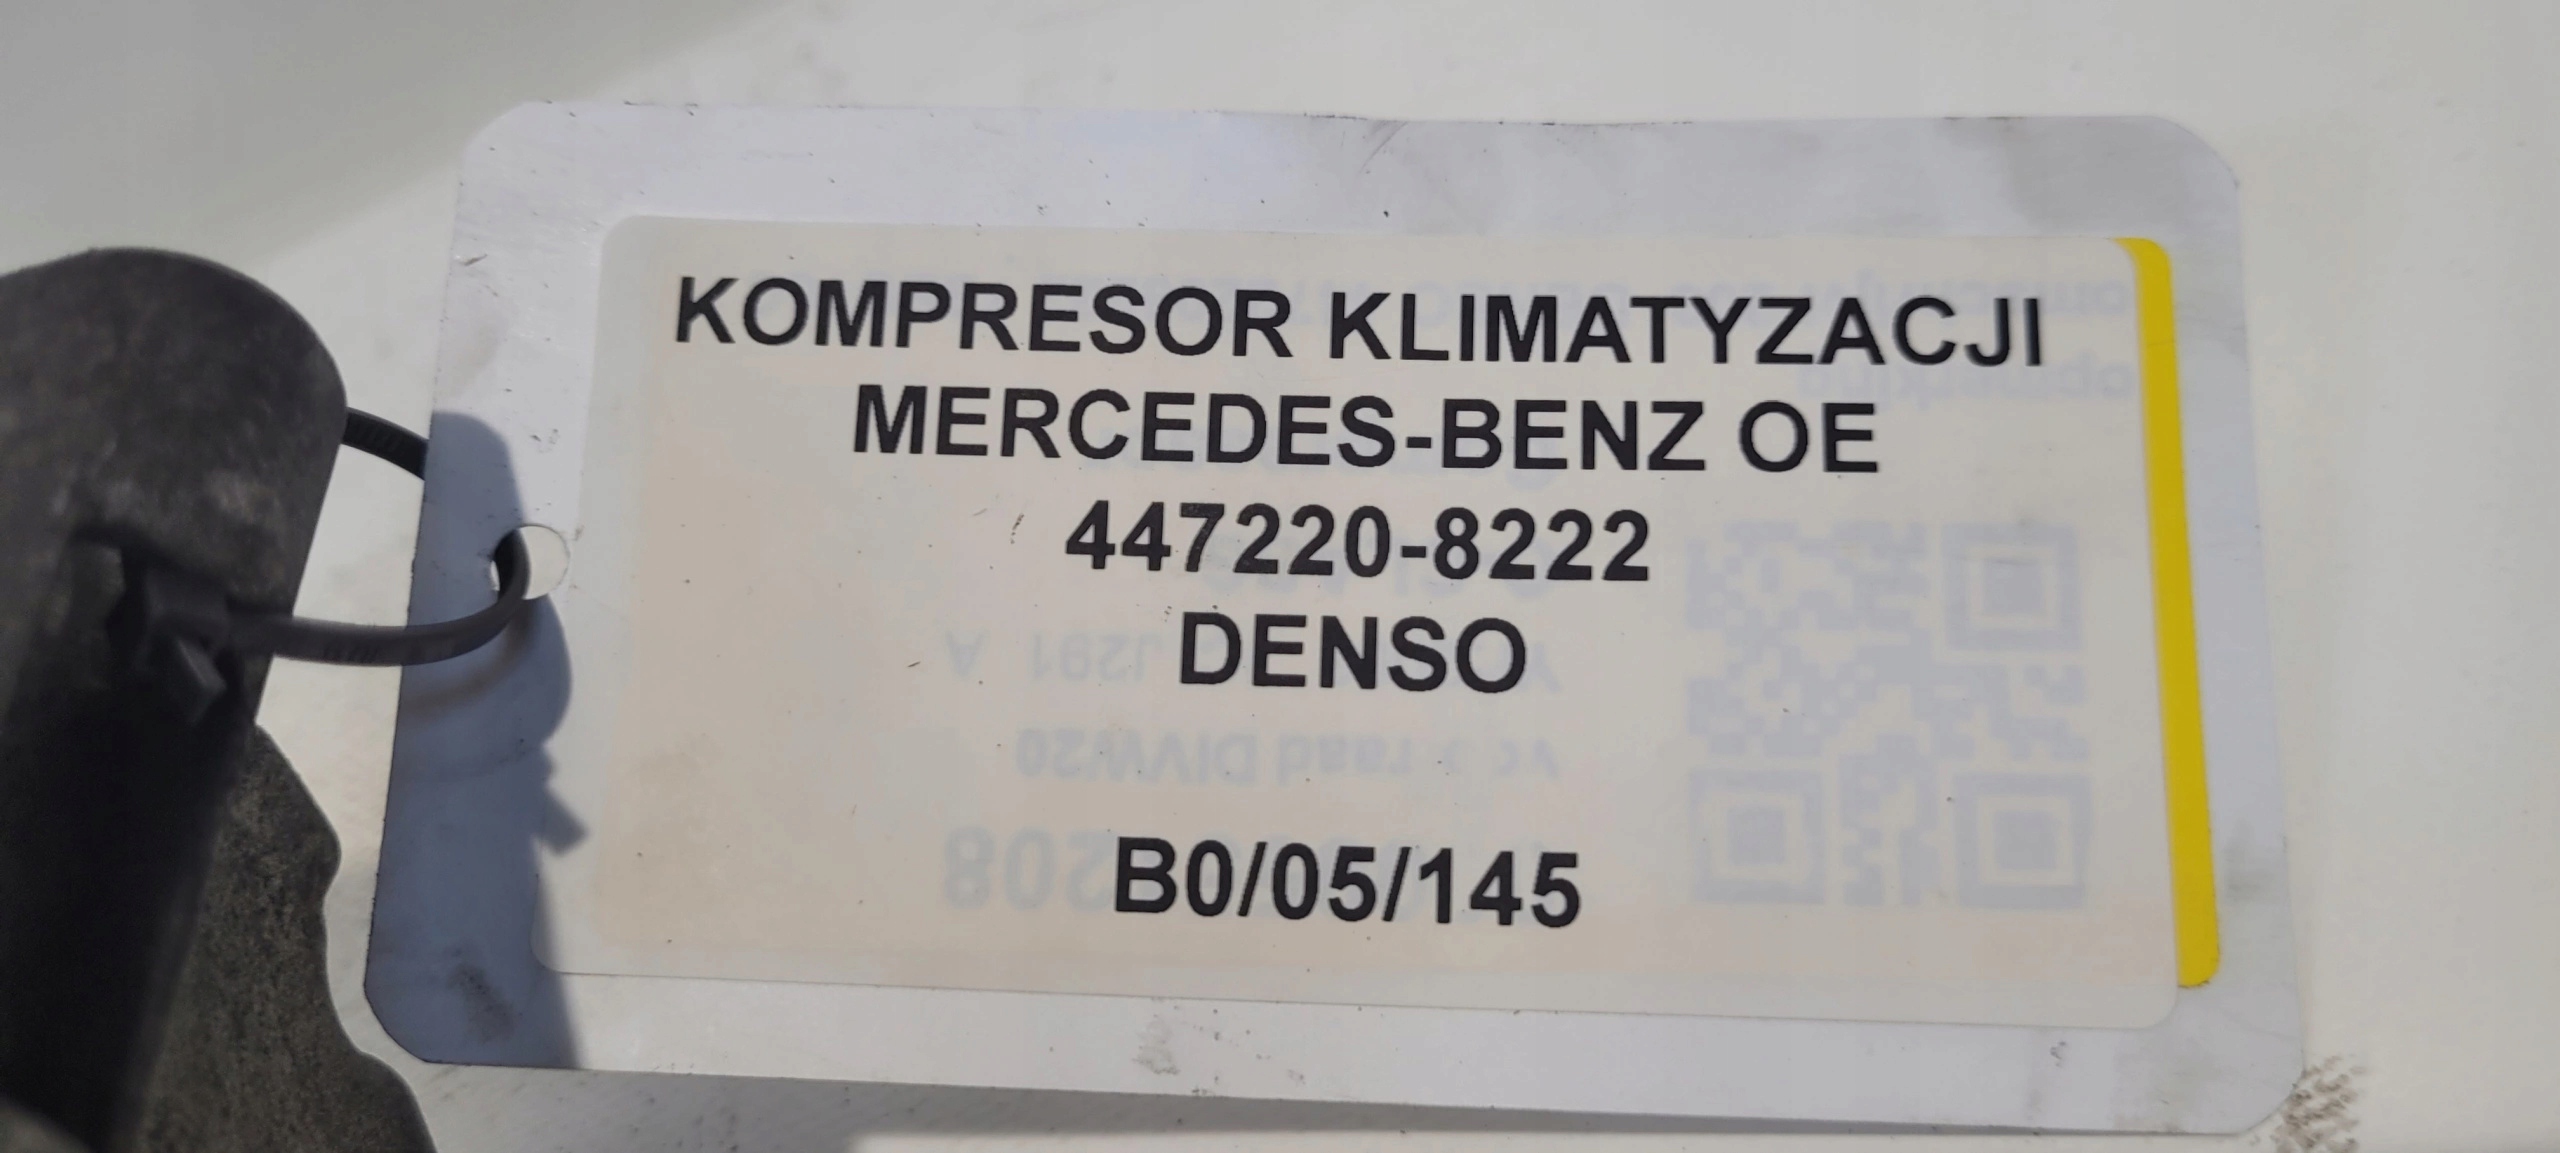 KOMPRESOR KLIMATYZACJI
MERCEDES-BENZ OE
447220-8222
DENSO
B0/05/145